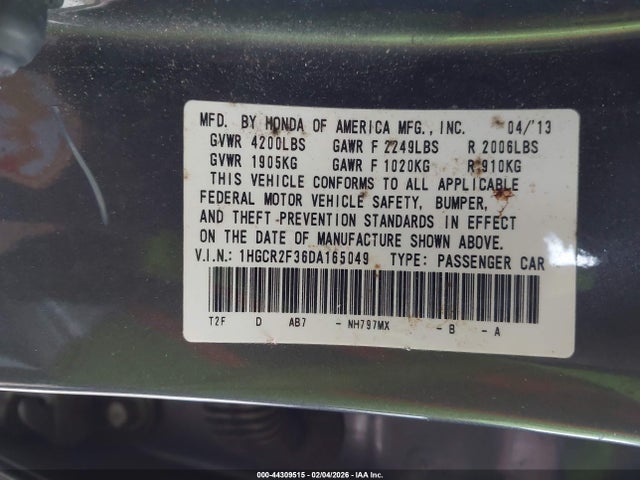 MFD. BY HONDA OF AMERICA MFG., INC. 04/'13
GVWR 4200LBS GAWR F 2249LBS R 2006LBS
GVWR 1905KG GAWR F 1020KG R 910KG
THIS VEHICLE CONFORMS TO ALL APPLICABLE
FEDERAL MOTOR VEHICLE SAFETY, BUMPER,
AND THEFT PREVENTION STANDARDS IN EFFECT
ON THE DATE OF MANUFACTURE SHOWN ABOVE.
V.I.N.: 1HGCR2F36DA165049 TYPE: PASSENGER CAR
T2F D AB7 - NH797MX - B - A
000-44309515 - 02/04/2026 - IAA Inc.